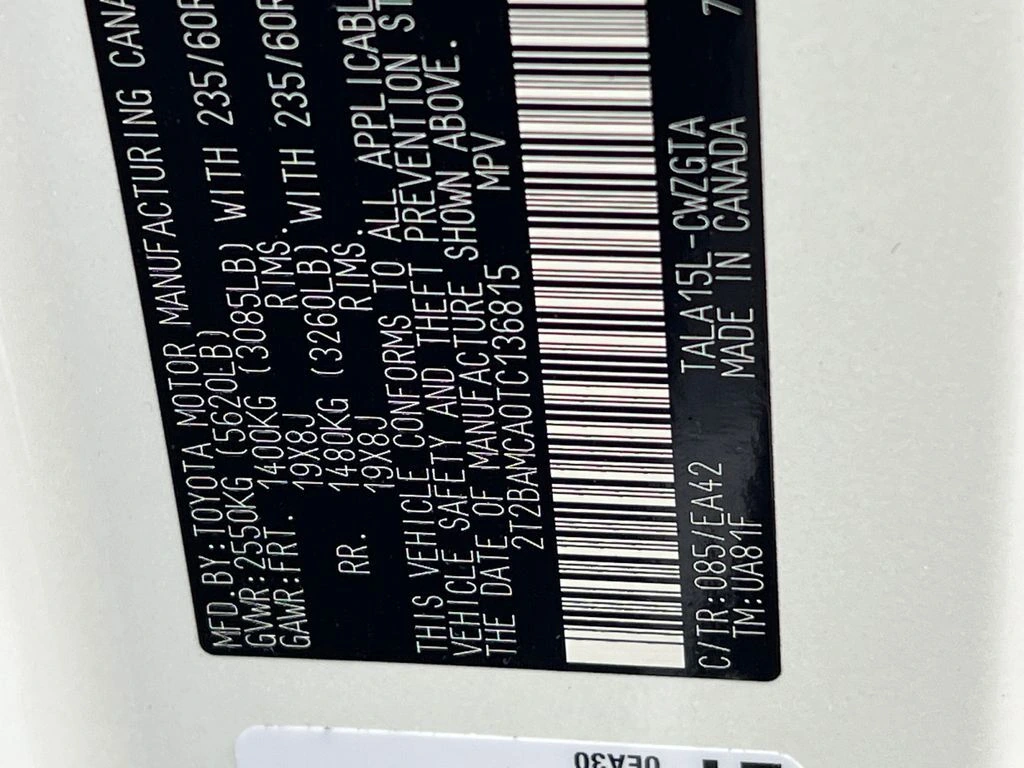 MFD.BY:TOYOTA MOTOR MANUFACTURING CANA
GVWR:2550KG (5620LB)
GAWR:FRT. 1400KG (3085LB) WITH 235/60R
19X8J RIMS.
RR. 1480KG (3260LB) WITH 235/60R
19X8J RIMS.
THIS VEHICLE CONFORMS TO ALL APPLICABL
VEHICLE SAFETY AND THEFT PREVENTION ST
THE DATE OF MANUFACTURE SHOWN ABOVE.
2T2BAMCA0TC136815 MPV
C/TR:085/EA42 TALA15L-CWZGTA 7
TM:UA81F MADE IN CANADA
0EA30